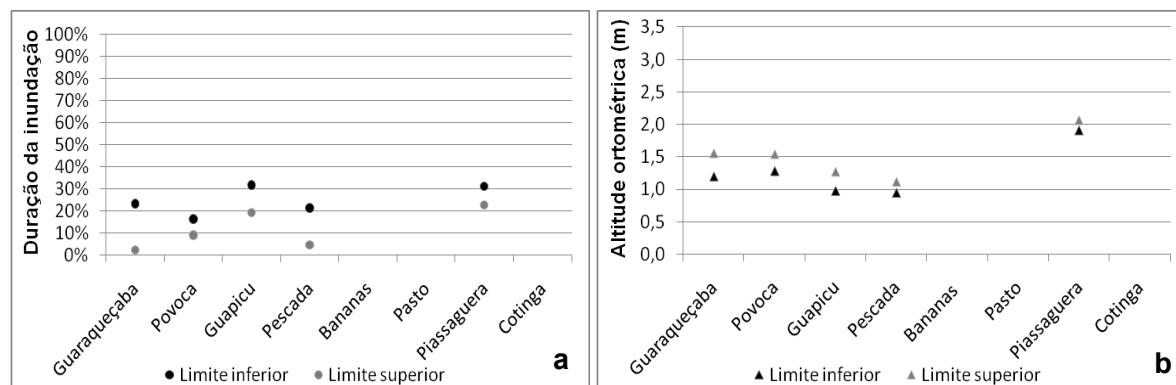 Duração da inundação
100%
90%
80%
70%
60%
50%
40%
30%
20%
10%
0%
Guaraqueçaba
Povoca
Guapicu
Pescada
Bananas
Pasto
Piassaguera
Cotinga
Limite inferior
Limite superior
a
Altitude ortométrica (m)
3,5
3,0
2,5
2,0
1,5
1,0
0,5
0,0
Guaraqueçaba
Povoca
Guapicu
Pescada
Bananas
Pasto
Piassaguera
Cotinga
Limite inferior
Limite superior
b